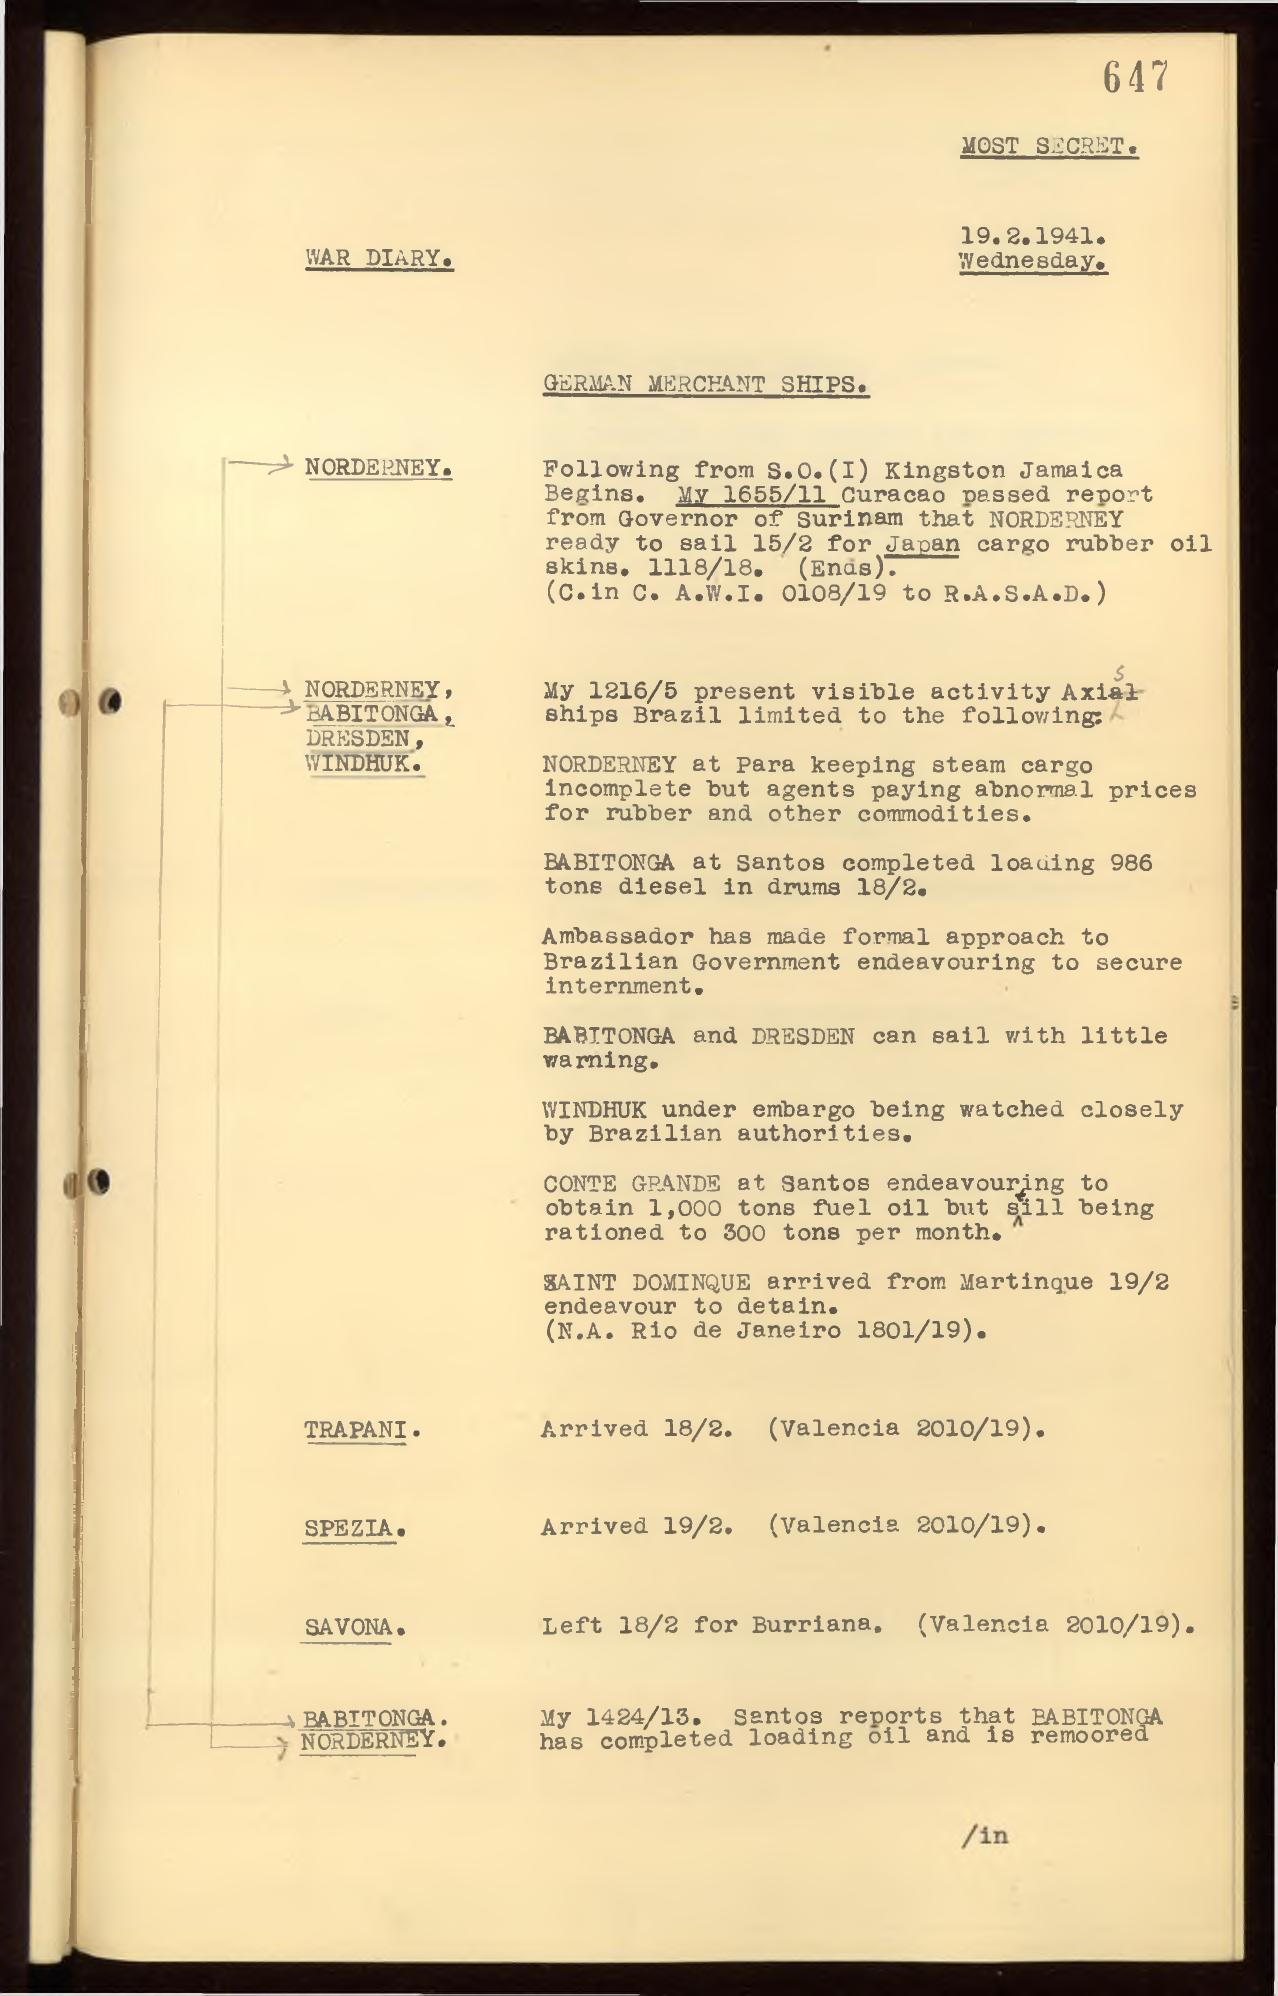 647
MOST SECRET.
19.2.1941.
WAR DIARY.
Wednesday.
GERMAN MERCHANT SHIPS.
NORDERNEY.
Following from S.O.(I) Kingston Jamaica
Begins. My 1655/11 Curacao passed report
from Governor of Surinam that NORDERNEY
ready to sail 15/2 for Japan cargo rubber oil
skins. 1118/18. (Ends).
(C.in C. A.W.I. 0108/19 to R.A.S.A.D.)
NORDERNEY,
BABITONGA,
DRESDEN,
WINDHUK.
s
My 1216/5 present visible activity Axial
ships Brazil limited to the following:
NORDERNEY at Para keeping steam cargo
incomplete but agents paying abnormal prices
for rubber and other commodities.
BABITONGA at Santos completed loading 986
tons diesel in drums 18/2.
Ambassador has made formal approach to
Brazilian Government endeavouring to secure
internment.
BABITONGA and DRESDEN can sail with little
warning.
WINDHUK under embargo being watched closely
by Brazilian authorities.
CONTE GRANDE at Santos endeavouring to
obtain 1,000 tons fuel oil but still being
rationed to 300 tons per month.
SAINT DOMINQUE arrived from Martinque 19/2
endeavour to detain.
(N.A. Rio de Janeiro 1801/19).
TRAPANI.
Arrived 18/2. (Valencia 2010/19).
SPEZIA.
Arrived 19/2. (Valencia 2010/19).
SAVONA.
Left 18/2 for Burriana. (Valencia 2010/19).
BABITONGA.
NORDERNEY.
My 1424/13. Santos reports that BABITONGA
has completed loading oil and is remoored
/in